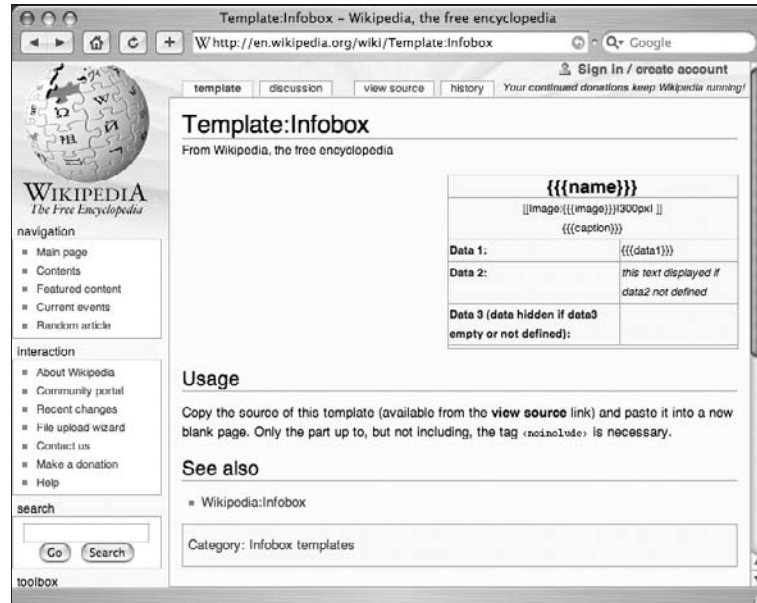 Template:Infobox – Wikipedia, the free encyclopedia
W http://en.wikipedia.org/wiki/Template:Infobox
Google
Sign in / create account
template discussion view source history Your continued donations keep Wikipedia running!
Template:Infobox
From Wikipedia, the free encyclopedia
WIKIPEDIA
The Free Encyclopedia
navigation
Main page
Contents
Featured content
Current events
Random article
interaction
About Wikipedia
Community portal
Recent changes
File upload wizard
Contact us
Make a donation
Help
search
Go Search
toolbox
{{{name}}}
[[Image:{{{image}}}|300px| ]]
{{{caption}}}
Data 1: {{{data1}}}
Data 2: this text displayed if
data2 not defined
Data 3 (data hidden if data3
empty or not defined):
Usage
Copy the source of this template (available from the view source link) and paste it into a new
blank page. Only the part up to, but not including, the tag <noinclude> is necessary.
See also
Wikipedia:Infobox
Category: Infobox templates